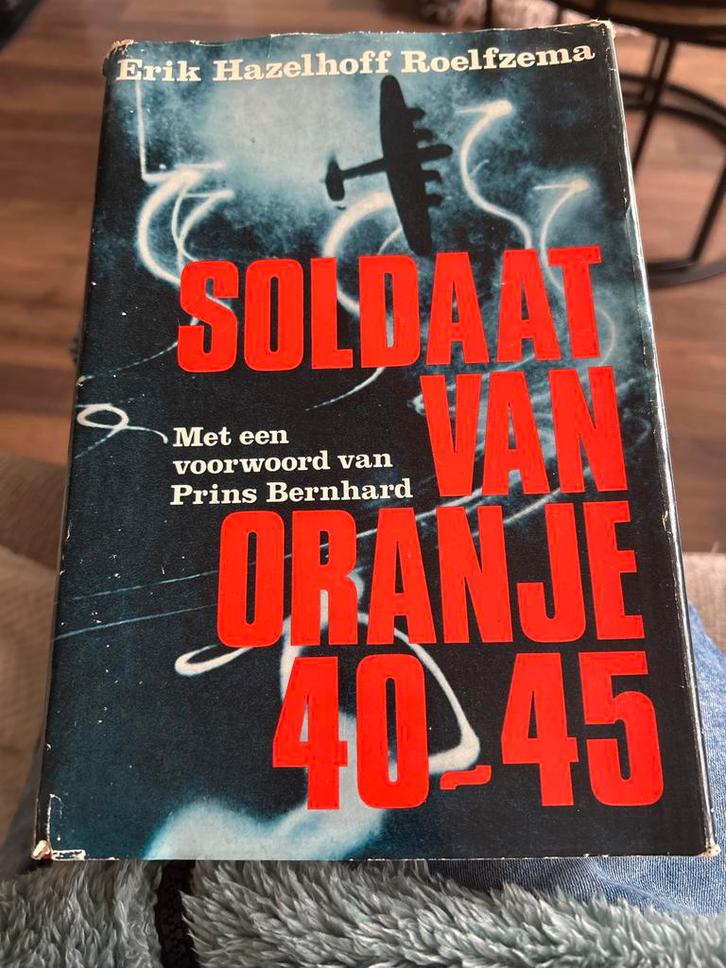 Erik Hazelhoff Roelfzema
SOLDAAT
VAN
Met een
voorwoord van
Prins Bernhard
ORANJE
40-45